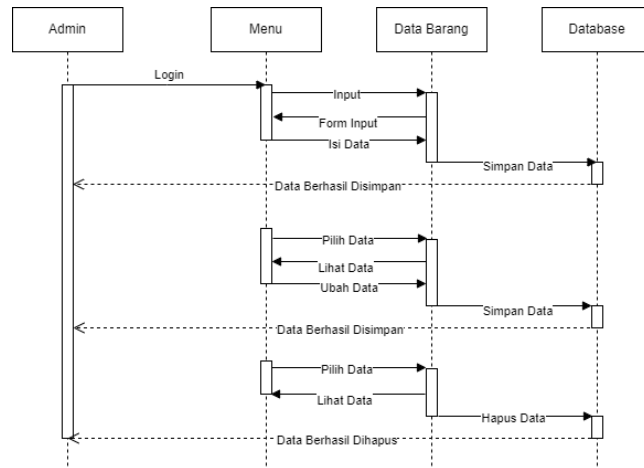 Admin
Menu
Data Barang
Database
Login
Input
Form Input
Isi Data
Simpan Data
Data Berhasil Disimpan
Pilih Data
Lihat Data
Ubah Data
Simpan Data
Data Berhasil Disimpan
Pilih Data
Lihat Data
Hapus Data
Data Berhasil Dihapus